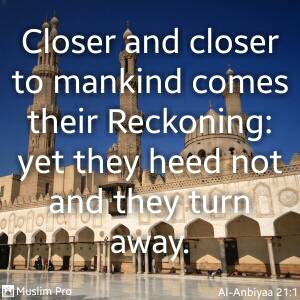 Closer and closer
to mankind comes
their Reckoning:
yet they heed not
and they turn
away.
Muslim Pro
Al-Anbiyaa 21:1